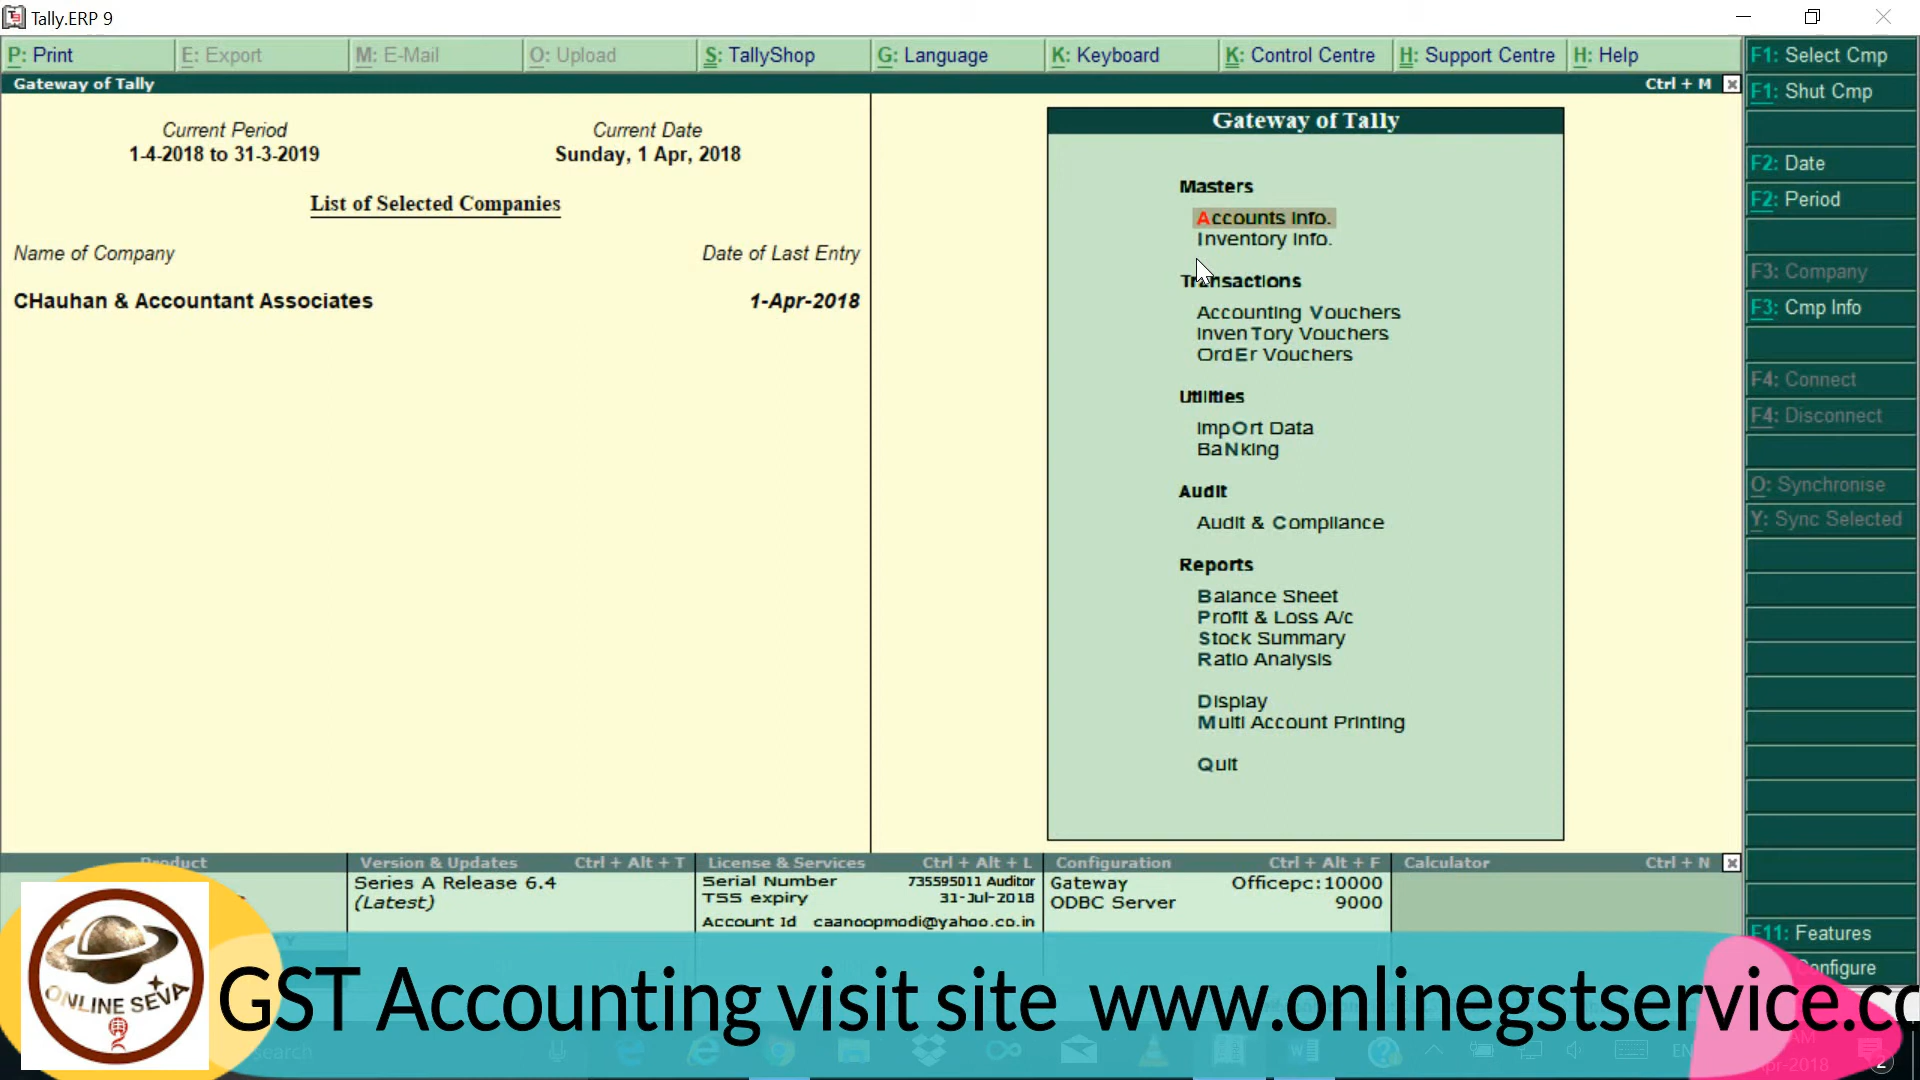 Tally.ERP 9
P: Print
E: Export
M: E-Mail
O: Upload
S: TallyShop
G: Language
K: Keyboard
K: Control Centre
H: Support Centre
H: Help
Gateway of Tally
Ctrl + M
Current Period
1-4-2018 to 31-3-2019
Current Date
Sunday, 1 Apr, 2018
List of Selected Companies
Name of Company
Date of Last Entry
CHauhan & Accountant Associates
1-Apr-2018
Gateway of Tally
Masters
Accounts Info.
Inventory Info.
Transactions
Accounting Vouchers
InvenTory Vouchers
OrdEr Vouchers
Utilities
ImpOrt Data
BaNking
Audit
Audit & Compliance
Reports
Balance Sheet
Profit & Loss A/c
Stock Summary
Ratio Analysis
Display
Multi Account Printing
Quit
F1: Select Cmp
F1: Shut Cmp
F2: Date
F2: Period
F3: Company
F3: Cmp Info
F4: Connect
F4: Disconnect
O: Synchronise
Y: Sync Selected
F11: Features
onfigure
Product
Version & Updates
Ctrl + Alt + T
Series A Release 6.4
(Latest)
License & Services
Ctrl + Alt + L
Serial Number
735595011 Auditor
TSS expiry
31-Jul-2018
Account Id
caanoopmodi@yahoo.co.in
Configuration
Ctrl + Alt + F
Gateway
Officepc:10000
ODBC Server
9000
Calculator
Ctrl + N
ONLINE SEVA
GST Accounting visit site www.onlinegstservice.co
search
EN
AM
Apr-2018
2